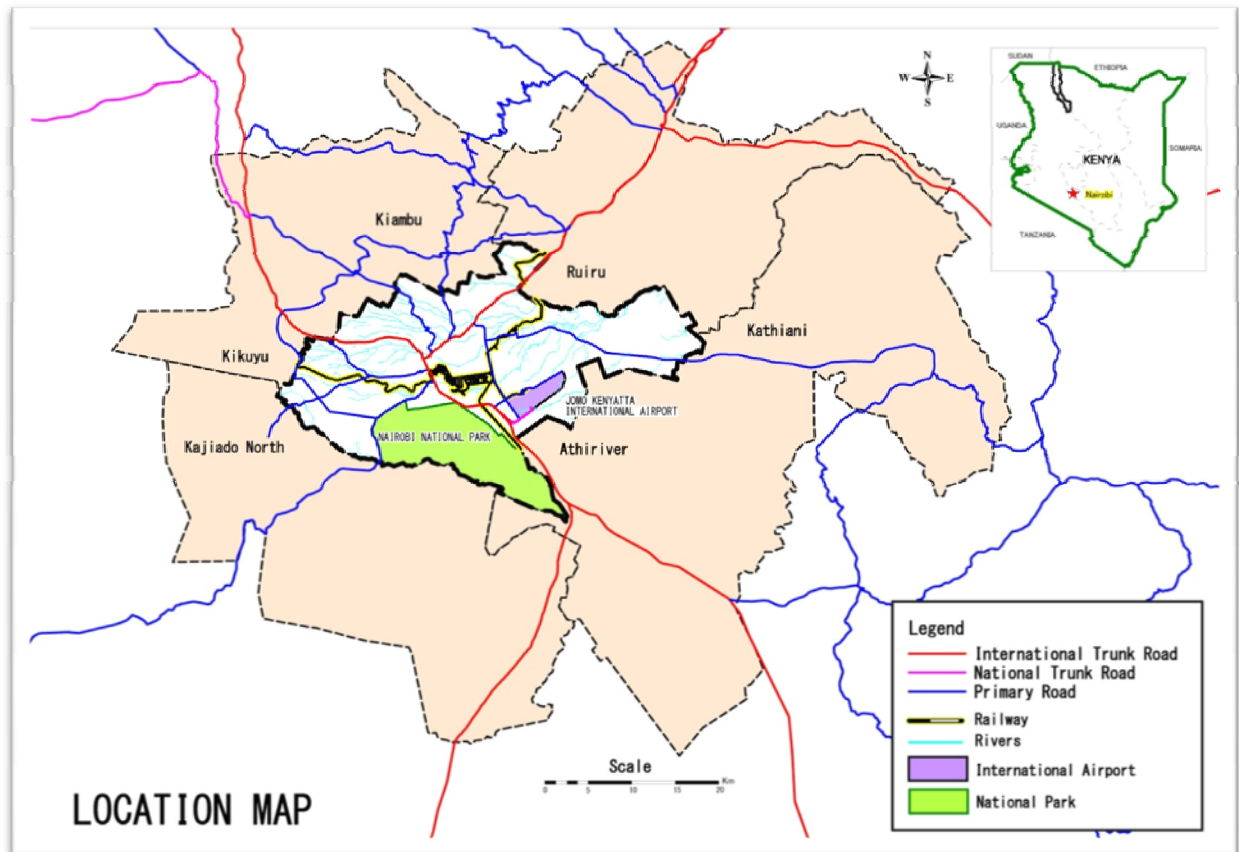 N
W E
S
SUDAN
ETHIOPIA
UGANDA
SOMARIA
KENYA
Nairobi
TANZANIA
Kiambu
Ruiru
Kathiani
Kikuyu
JOMO KENYATTA
INTERNATIONAL AIRPORT
Kajiado North
NAIROBI NATIONAL PARK
Athiriver
Legend
International Trunk Road
National Trunk Road
Primary Road
Railway
Rivers
International Airport
National Park
Scale
Km
0 5 10 15 20
LOCATION MAP